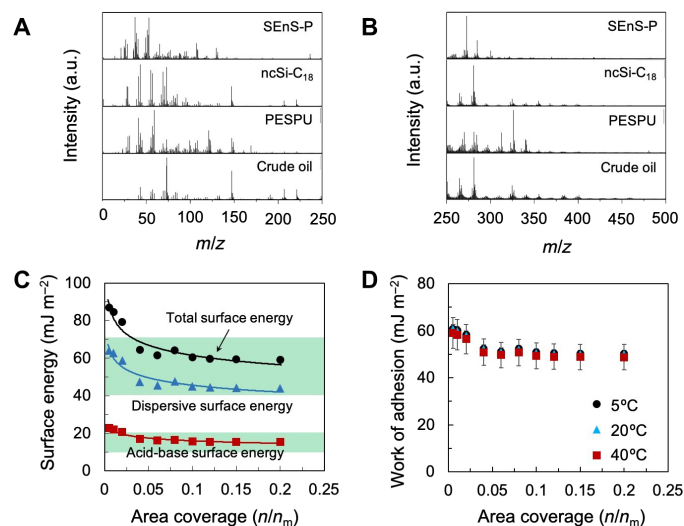 A
SEnS-P
ncSi-C₁₈
PESPU
Crude oil
Intensity (a.u.)
0 50 100 150 200 250
m/z
B
SEnS-P
ncSi-C₁₈
PESPU
Crude oil
Intensity (a.u.)
250 300 350 400 450 500
m/z
C
Surface energy (mJ m⁻²)
100
80
60
40
20
0
Total surface energy
Dispersive surface energy
Acid-base surface energy
0 0.05 0.1 0.15 0.2 0.25
Area coverage (n/nₘ)
D
Work of adhesion (mJ m⁻²)
80
60
40
20
0
5ºC
20ºC
40ºC
0 0.05 0.1 0.15 0.2 0.25
Area coverage (n/nₘ)